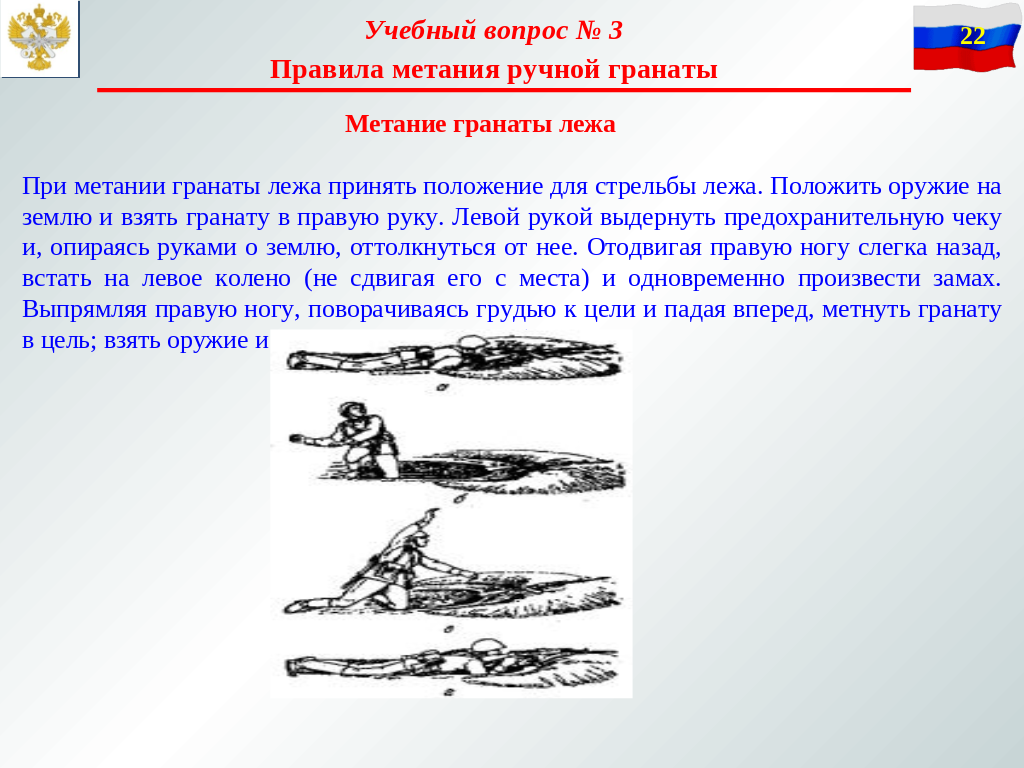 Учебный вопрос № 3
22
Правила метания ручной гранаты
Метание гранаты лежа
При метании гранаты лежа принять положение для стрельбы лежа. Положить оружие на
землю и взять гранату в правую руку. Левой рукой выдернуть предохранительную чеку
и, опираясь руками о землю, оттолкнуться от нее. Отодвигая правую ногу слегка назад,
встать на левое колено (не сдвигая его с места) и одновременно произвести замах.
Выпрямляя правую ногу, поворачиваясь грудью к цели и падая вперед, метнуть гранату
в цель; взять оружие и
а
б
в
г